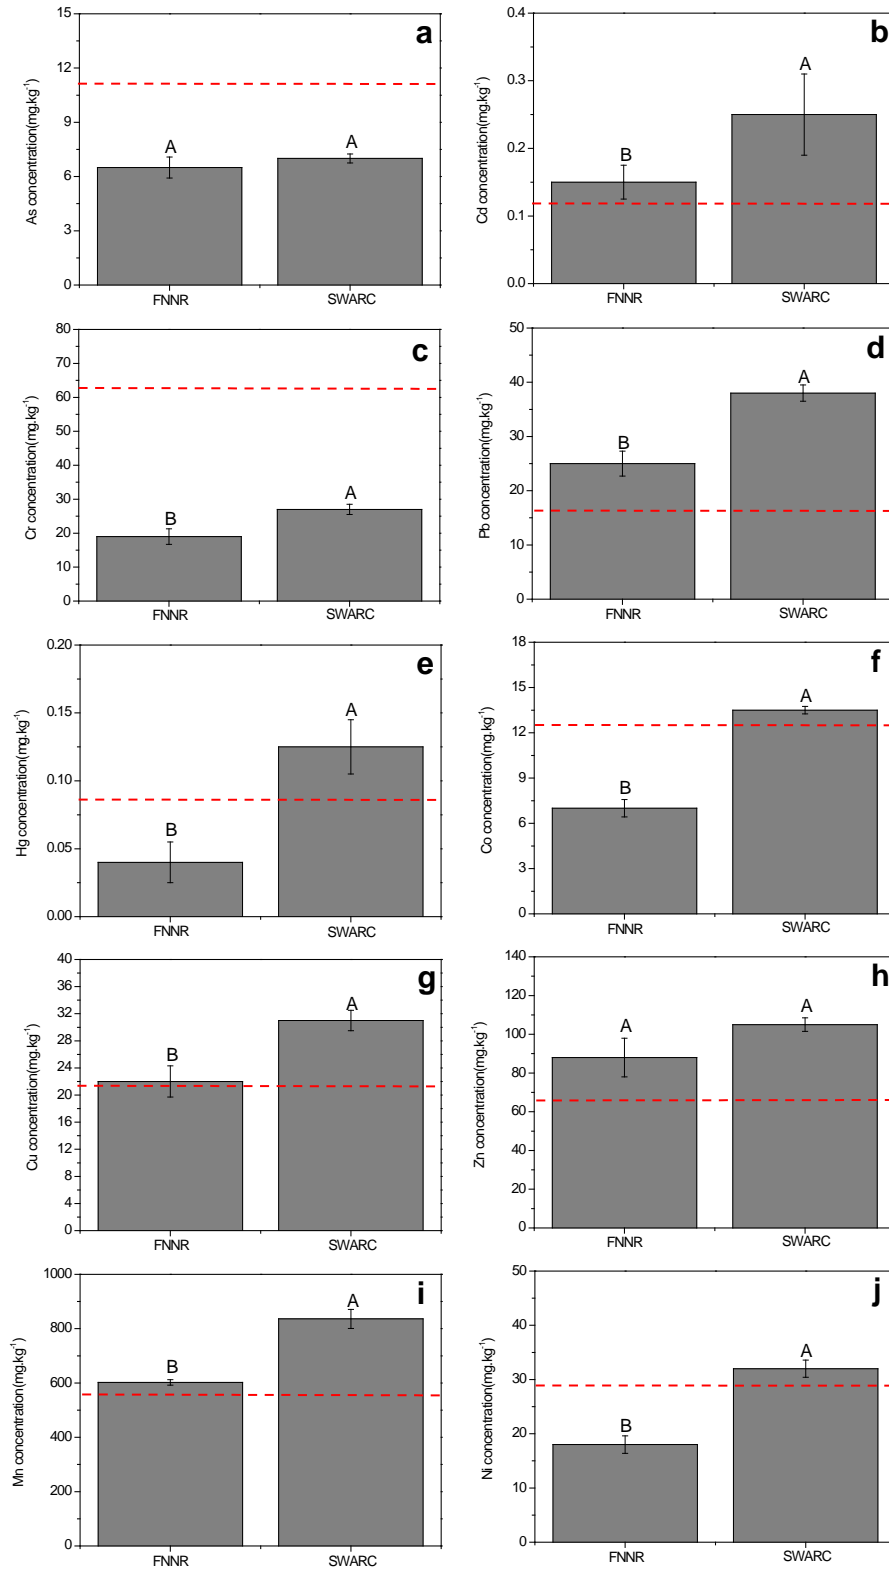 a
As concentration(mg.kg-1)
15
12
9
6
3
0
A
A
FNNR
SWARC
b
Cd concentration(mg.kg-1)
0.4
0.3
0.2
0.1
0.0
B
A
FNNR
SWARC
c
Cr concentration(mg.kg-1)
80
70
60
50
40
30
20
10
0
B
A
FNNR
SWARC
d
Pb concentration(mg.kg-1)
50
40
30
20
10
0
B
A
FNNR
SWARC
e
Hg concentration(mg.kg-1)
0.20
0.15
0.10
0.05
0.00
B
A
FNNR
SWARC
f
Co concentration(mg.kg-1)
18
15
12
9
6
3
0
B
A
FNNR
SWARC
g
Cu concentration(mg.kg-1)
40
36
32
28
24
20
16
12
8
4
0
B
A
FNNR
SWARC
h
Zn concentration(mg.kg-1)
140
120
100
80
60
40
20
0
A
A
FNNR
SWARC
i
Mn concentration(mg.kg-1)
1000
800
600
400
200
0
B
A
FNNR
SWARC
j
Ni concentration(mg.kg-1)
50
40
30
20
10
0
B
A
FNNR
SWARC